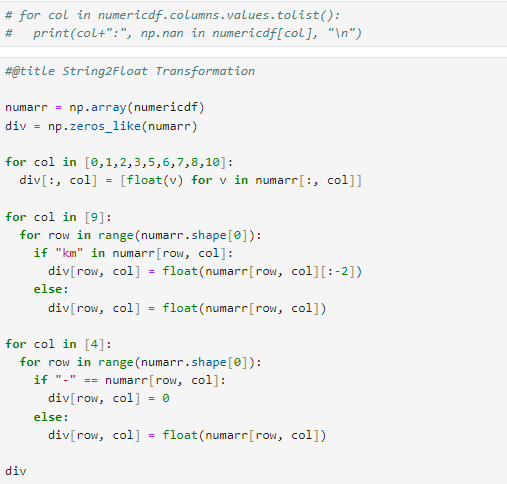 # for col in numericdf.columns.values.tolist():
#   print(col+":", np.nan in numericdf[col], "\n")
#@title String2Float Transformation

numarr = np.array(numericdf)
div = np.zeros_like(numarr)

for col in [0,1,2,3,5,6,7,8,10]:
  div[:, col] = [float(v) for v in numarr[:, col]]

for col in [9]:
  for row in range(numarr.shape[0]):
    if "km" in numarr[row, col]:
      div[row, col] = float(numarr[row, col][:-2])
    else:
      div[row, col] = float(numarr[row, col])

for col in [4]:
  for row in range(numarr.shape[0]):
    if "-" == numarr[row, col]:
      div[row, col] = 0
    else:
      div[row, col] = float(numarr[row, col])

div